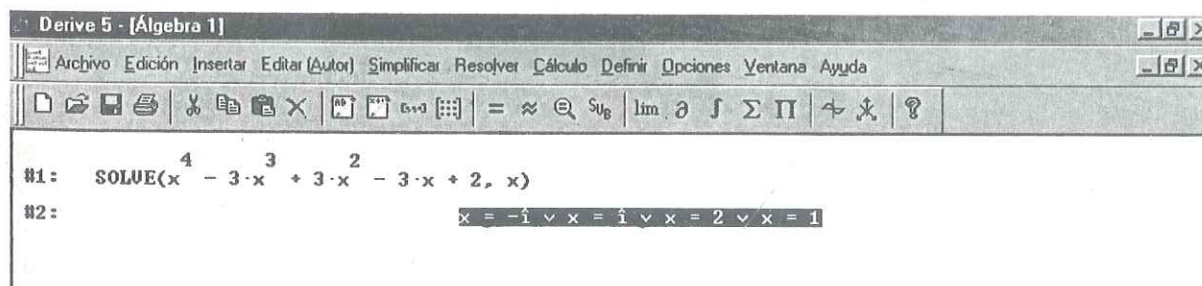 Derive 5 - [Álgebra 1]
Archivo Edición Insertar Editar (Autor) Simplificar Resolver Cálculo Definir Opciones Ventana Ayuda
= ≈ SUB lim ∂ ∫ Σ Π ?
#1: SOLVE(x^4 - 3·x^3 + 3·x^2 - 3·x + 2, x)
#2: x = -î ∨ x = î ∨ x = 2 ∨ x = 1